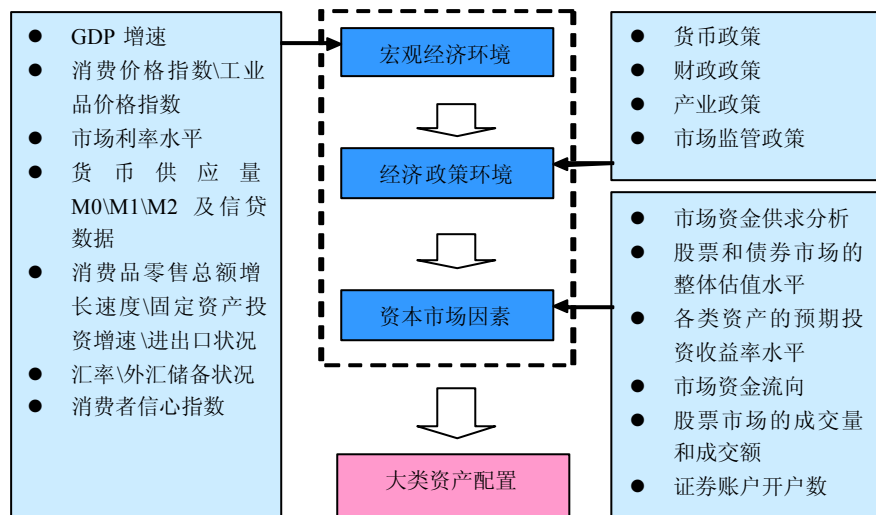 ● GDP 增速
● 消费价格指数\工业
品价格指数
● 市场利率水平
● 货币供应量
M0\M1\M2 及信贷
数据
● 消费品零售总额增
长速度\固定资产投
资增速\进出口状况
● 汇率\外汇储备状况
● 消费者信心指数
宏观经济环境
经济政策环境
资本市场因素
大类资产配置
● 货币政策
● 财政政策
● 产业政策
● 市场监管政策
● 市场资金供求分析
● 股票和债券市场的
整体估值水平
● 各类资产的预期投
资收益率水平
● 市场资金流向
● 股票市场的成交量
和成交额
● 证券账户开户数